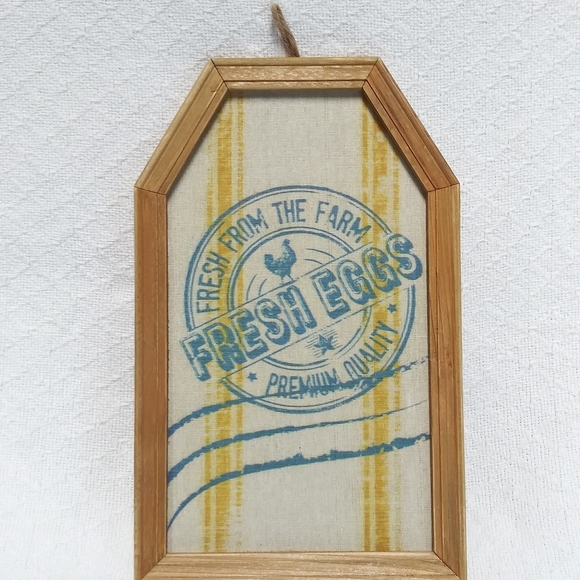 FRESH FROM THE FARM
FRESH EGGS
PREMIUM QUALITY